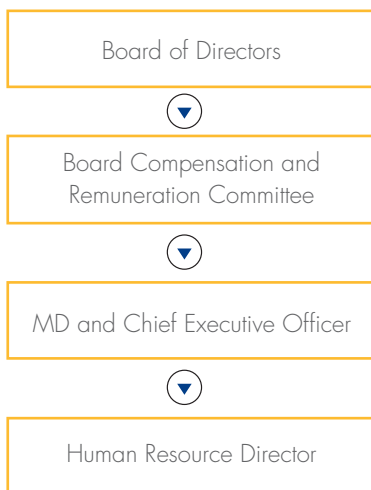 Board of Directors
Board Compensation and
Remuneration Committee
MD and Chief Executive Officer
Human Resource Director